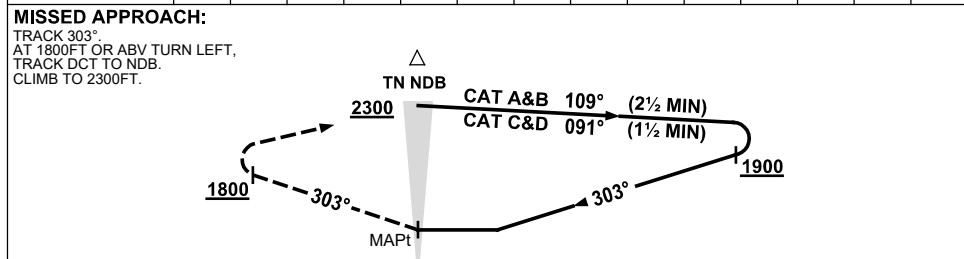 MISSED APPROACH:
TRACK 303°.
AT 1800FT OR ABV TURN LEFT,
TRACK DCT TO NDB.
CLIMB TO 2300FT.
TN NDB
2300
CAT A&B 109° (2½ MIN)
CAT C&D 091° (1½ MIN)
1900
1800
303°
303°
MAPt